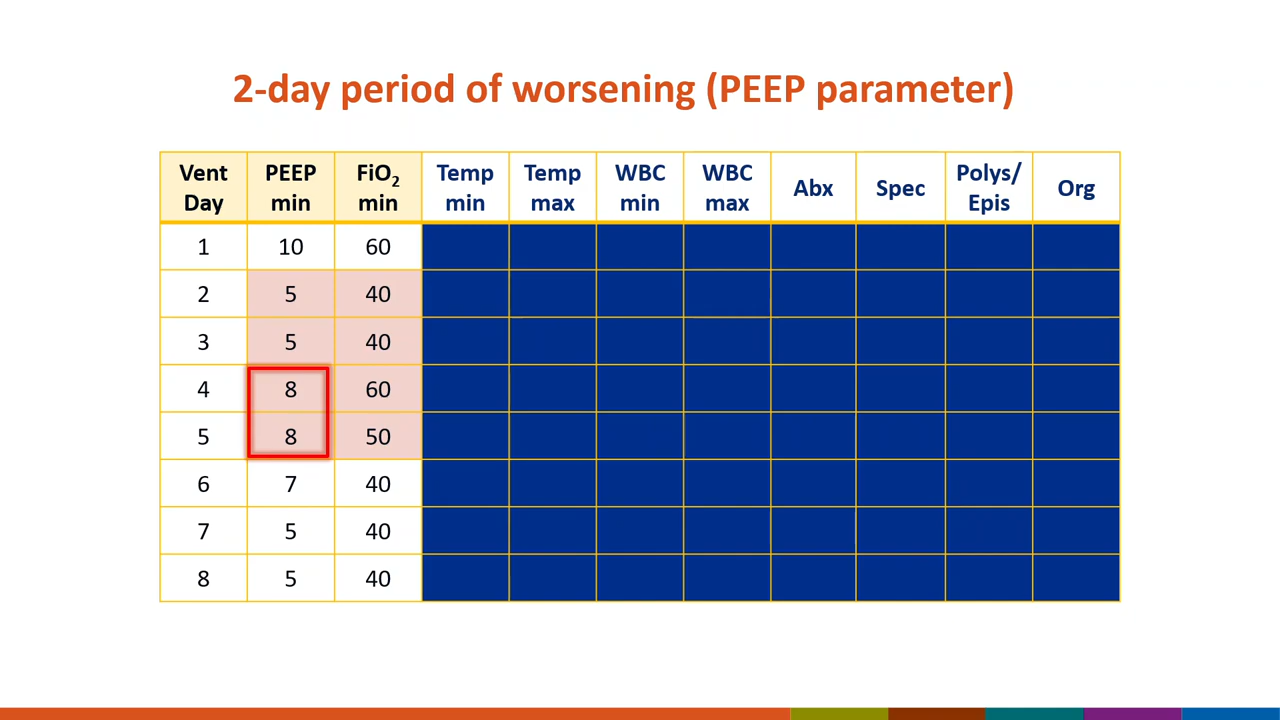 2-day period of worsening (PEEP parameter)
Vent Day PEEP min FiO2 min Temp min Temp max WBC min WBC max Abx Spec Polys/ Epis Org
1 10 60
2 5 40
3 5 40
4 8 60
5 8 50
6 7 40
7 5 40
8 5 40